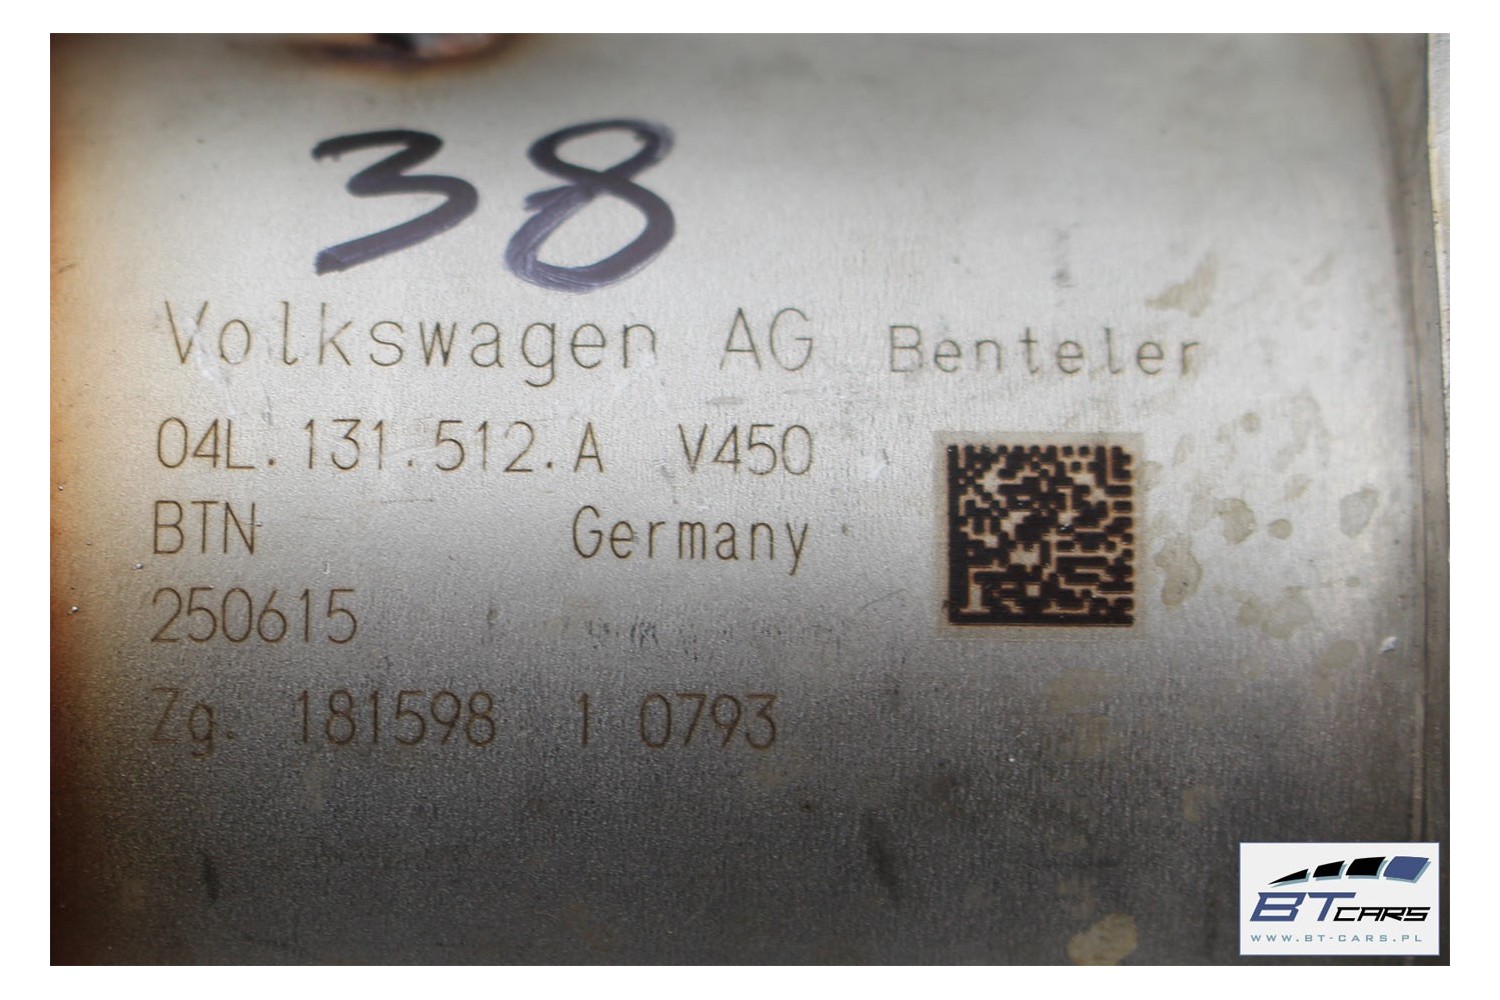 38
Volkswagen AG Benteler
04L.131.512.A V450
BTN Germany
250615
Zg. 181598 1 0793
BT CARS
WWW.BT-CARS.PL